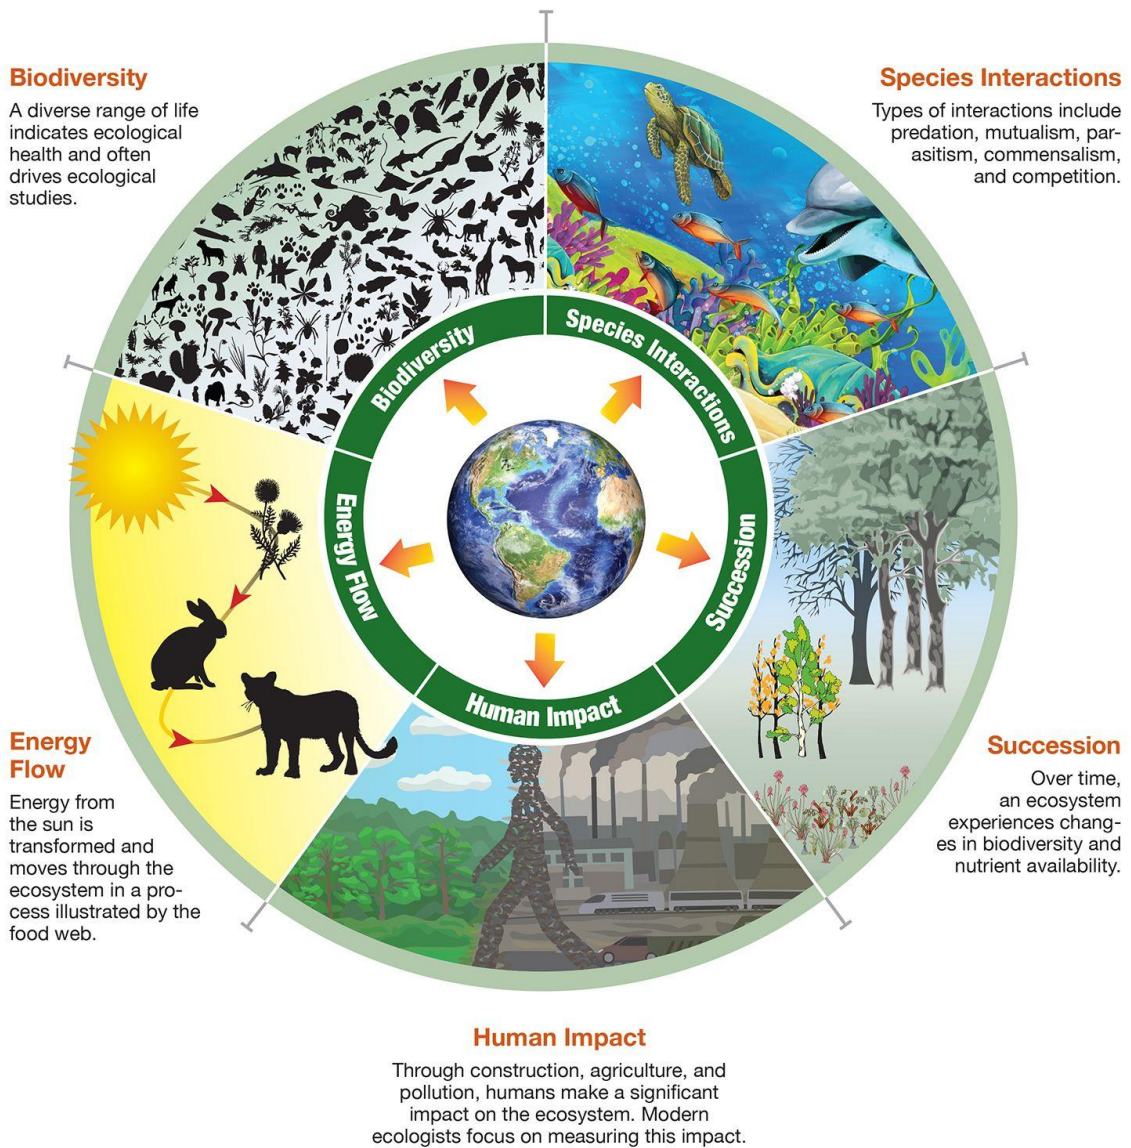 Biodiversity
A diverse range of life
indicates ecological
health and often
drives ecological
studies.
Species Interactions
Types of interactions include
predation, mutualism, par-
asitism, commensalism,
and competition.
Biodiversity
Species Interactions
Energy Flow
Succession
Human Impact
Energy
Flow
Energy from
the sun is
transformed and
moves through the
ecosystem in a pro-
cess illustrated by the
food web.
Succession
Over time,
an ecosystem
experiences chang-
es in biodiversity and
nutrient availability.
Human Impact
Through construction, agriculture, and
pollution, humans make a significant
impact on the ecosystem. Modern
ecologists focus on measuring this impact.